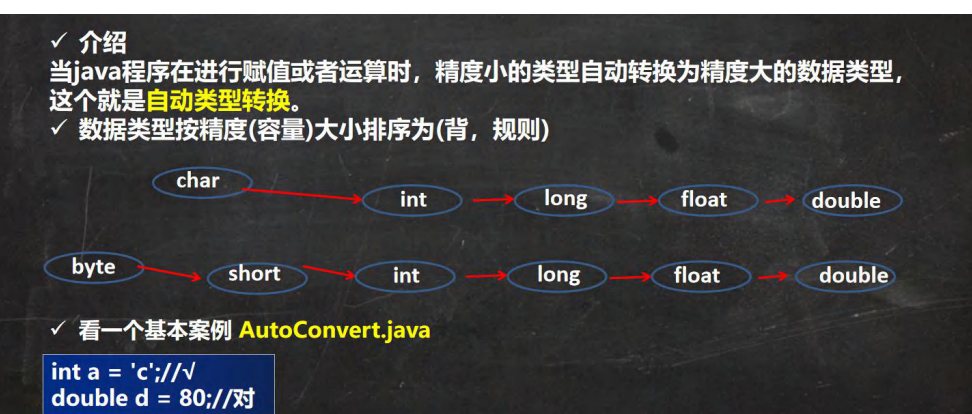 ✓ 介绍
当java程序在进行赋值或者运算时，精度小的类型自动转换为精度大的数据类型，
这个就是自动类型转换。
✓ 数据类型按精度(容量)大小排序为(背，规则)
char int long float double
byte short int long float double
✓ 看一个基本案例 AutoConvert.java
int a = 'c';//√
double d = 80;//对